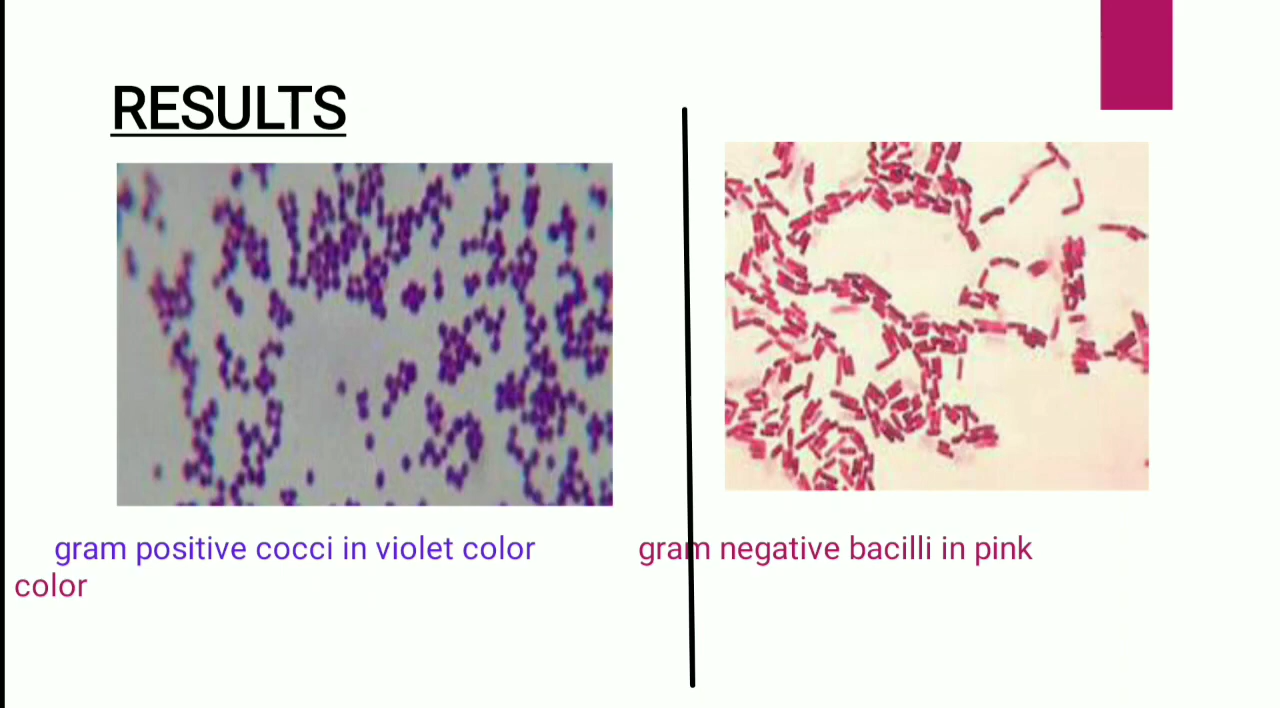 RESULTS
gram positive cocci in violet color gram negative bacilli in pink
color